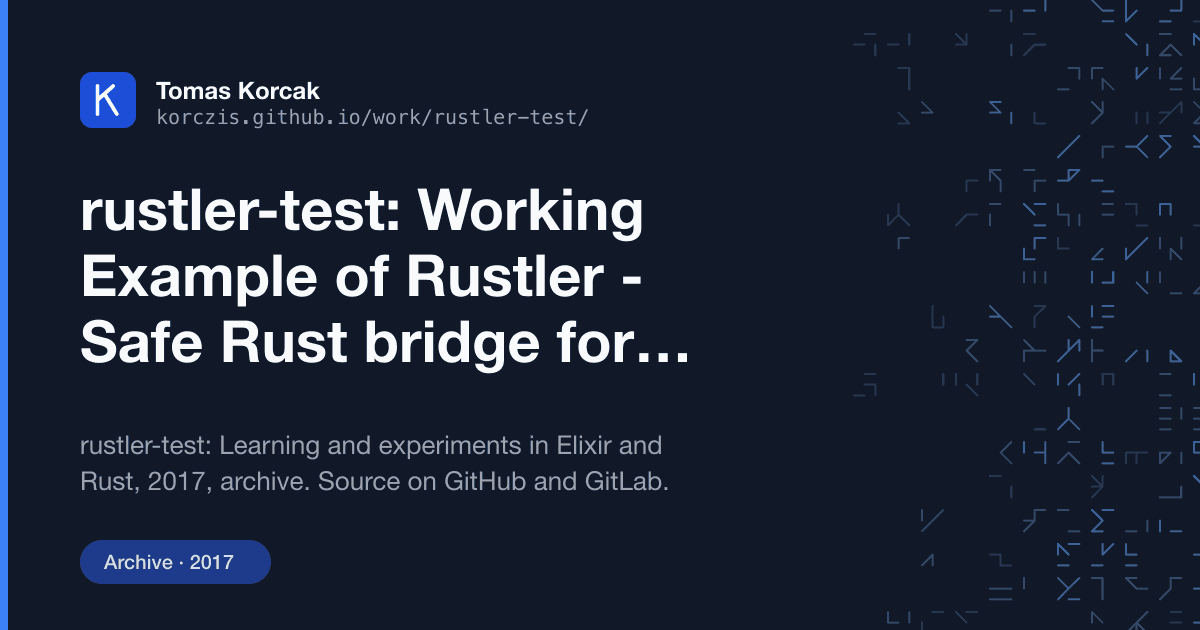 K
Tomas Korcak
korczis.github.io/work/rustler-test/
rustler-test: Working
Example of Rustler -
Safe Rust bridge for…
rustler-test: Learning and experiments in Elixir and
Rust, 2017, archive. Source on GitHub and GitLab.
Archive · 2017